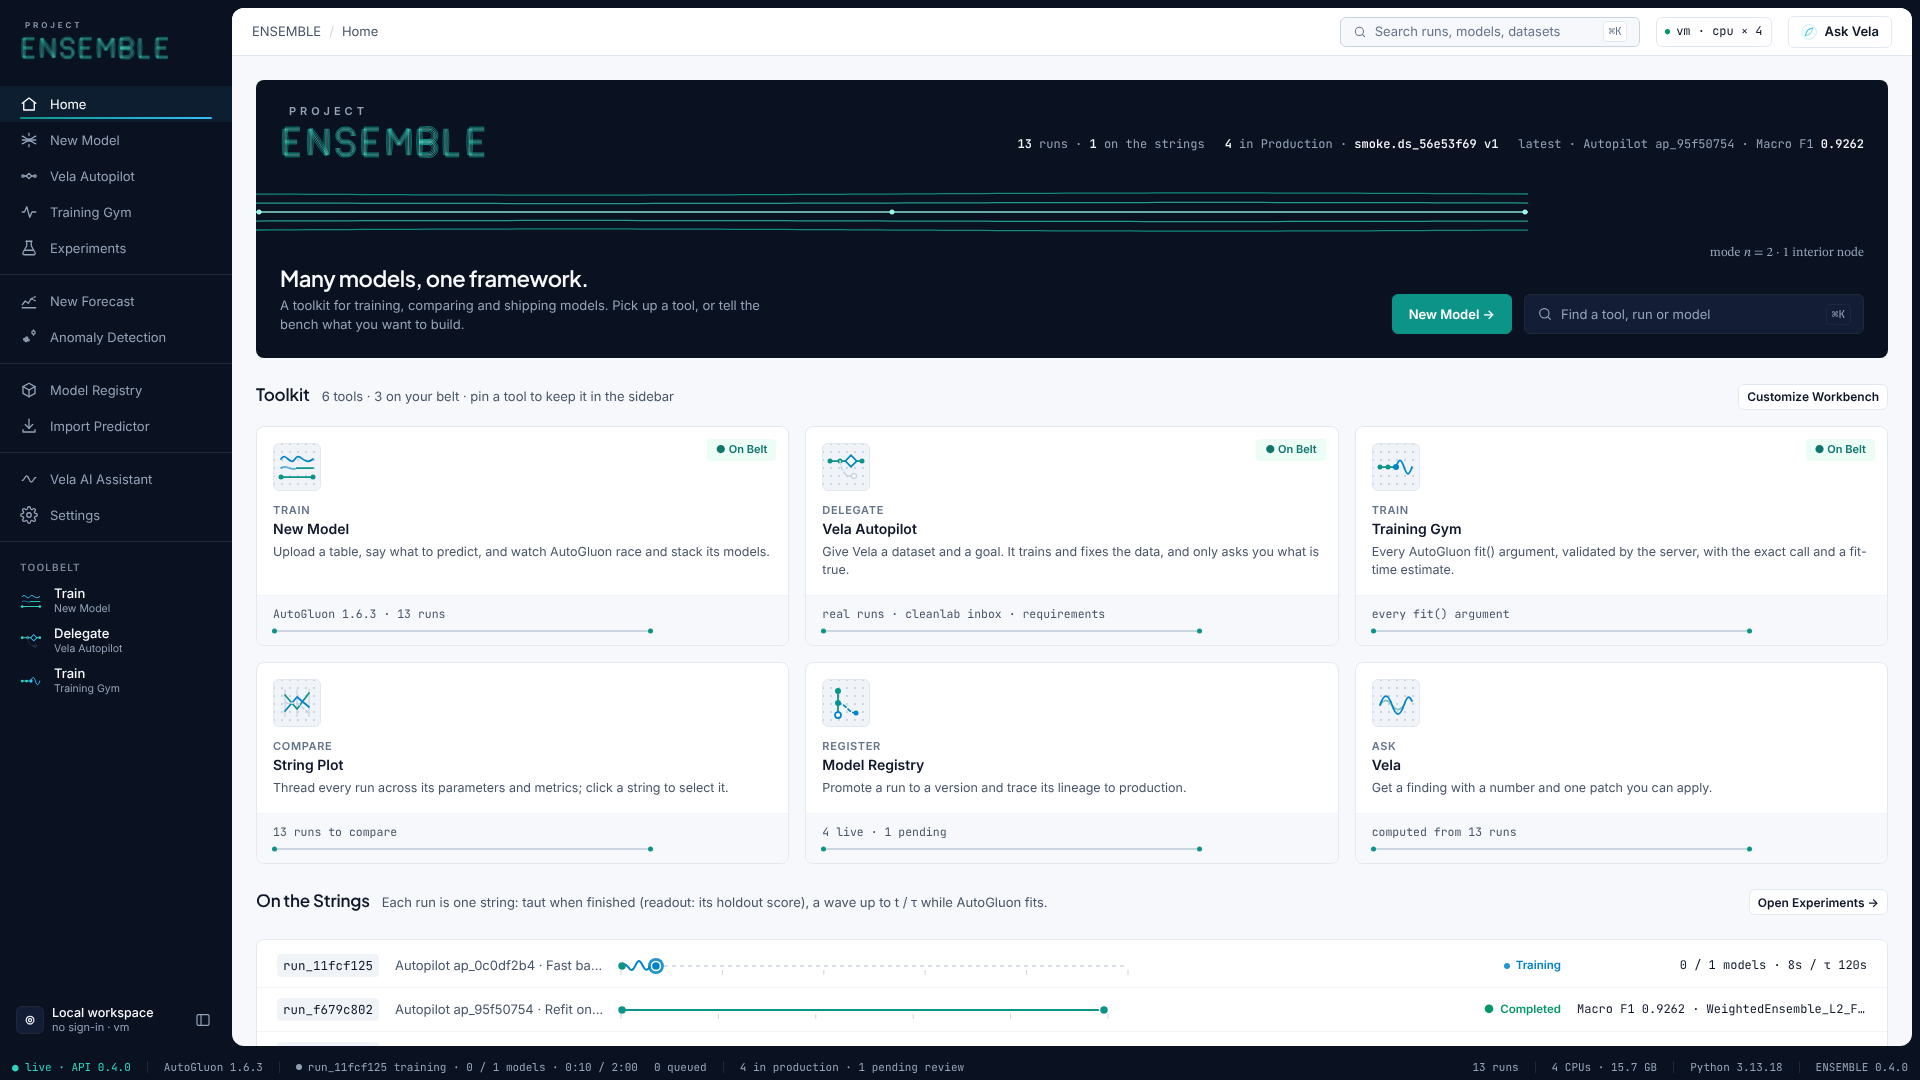 PROJECT
ENSEMBLE
Home
New Model
Vela Autopilot
Training Gym
Experiments
New Forecast
Anomaly Detection
Model Registry
Import Predictor
Vela AI Assistant
Settings
TOOLBELT
Train
New Model
Delegate
Vela Autopilot
Train
Training Gym
Local workspace
no sign-in · vm
ENSEMBLE / Home
Search runs, models, datasets ⌘K
vm · cpu × 4
Ask Vela
PROJECT
ENSEMBLE
13 runs · 1 on the strings 4 in Production · smoke.ds_56e53f69 v1 latest · Autopilot ap_95f50754 · Macro F1 0.9262
mode n = 2 · 1 interior node
Many models, one framework.
A toolkit for training, comparing and shipping models. Pick up a tool, or tell the
bench what you want to build.
New Model →
Find a tool, run or model ⌘K
Toolkit 6 tools · 3 on your belt · pin a tool to keep it in the sidebar
Customize Workbench
On Belt
TRAIN
New Model
Upload a table, say what to predict, and watch AutoGluon race and stack its models.
AutoGluon 1.6.3 · 13 runs
On Belt
DELEGATE
Vela Autopilot
Give Vela a dataset and a goal. It trains and fixes the data, and only asks you what is
true.
real runs · cleanlab inbox · requirements
On Belt
TRAIN
Training Gym
Every AutoGluon fit() argument, validated by the server, with the exact call and a fit-
time estimate.
every fit() argument
COMPARE
String Plot
Thread every run across its parameters and metrics; click a string to select it.
13 runs to compare
REGISTER
Model Registry
Promote a run to a version and trace its lineage to production.
4 live · 1 pending
ASK
Vela
Get a finding with a number and one patch you can apply.
computed from 13 runs
On the Strings Each run is one string: taut when finished (readout: its holdout score), a wave up to t / τ while AutoGluon fits.
Open Experiments →
run_11fcf125 Autopilot ap_0c0df2b4 · Fast ba... Training 0 / 1 models · 8s / τ 120s
run_f679c802 Autopilot ap_95f50754 · Refit on... Completed Macro F1 0.9262 · WeightedEnsemble_L2_F…
live · API 0.4.0 AutoGluon 1.6.3 run_11fcf125 training · 0 / 1 models · 0:10 / 2:00 0 queued 4 in production · 1 pending review 13 runs 4 CPUs · 15.7 GB Python 3.13.18 ENSEMBLE 0.4.0